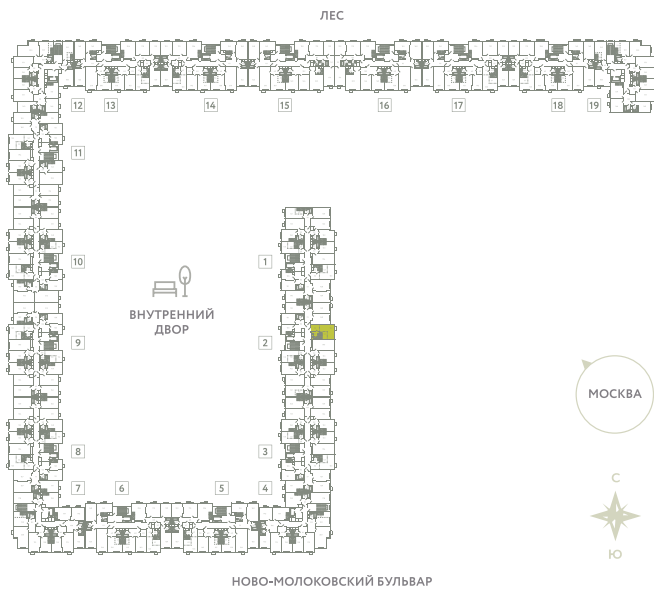 ЛЕС
12 13 14 15 16 17 18 19
11
10 1
ВНУТРЕННИЙ
ДВОР
9 2
МОСКВА
8 3
7 6 5 4
С
Ю
НОВО-МОЛОКОВСКИЙ БУЛЬВАР